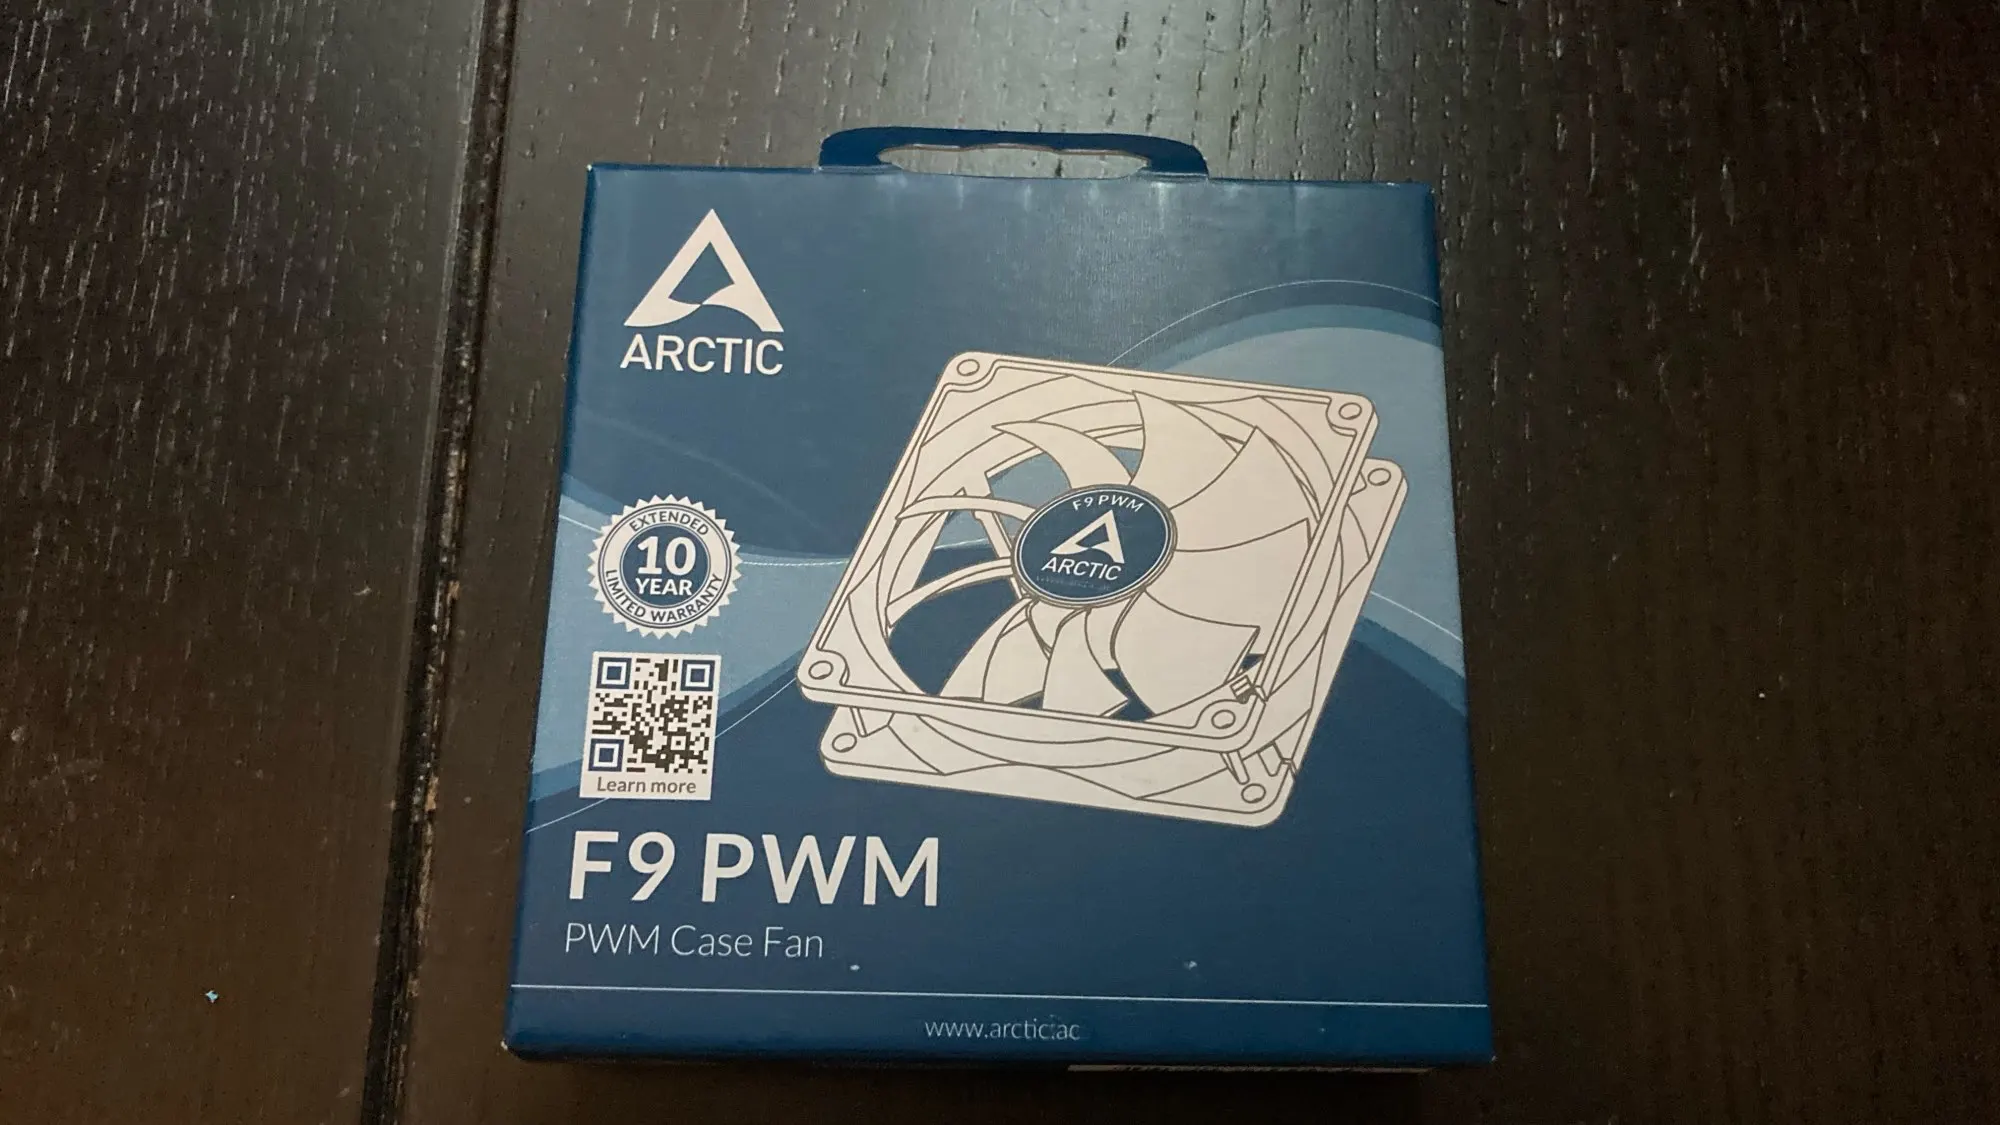 ARCTIC
F9 PWM
ARCTIC
EXTENDED
10
YEAR
LIMITED WARRANTY
Learn more
F9 PWM
PWM Case Fan
www.arctic.ac